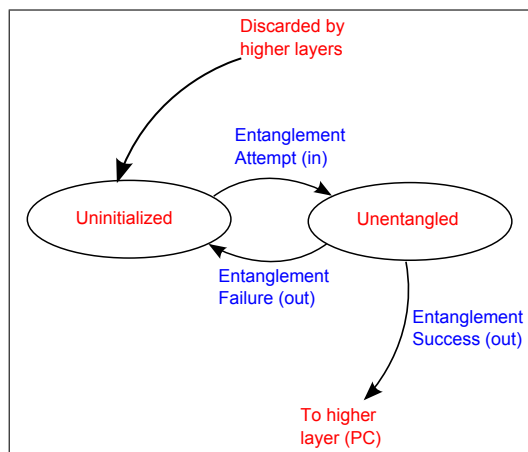 Discarded by
higher layers
Entanglement
Attempt (in)
Uninitialized
Unentangled
Entanglement
Failure (out)
Entanglement
Success (out)
To higher
layer (PC)